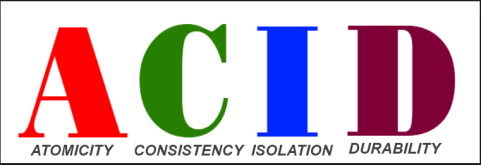 ACID
ATOMICITY CONSISTENCY ISOLATION DURABILITY